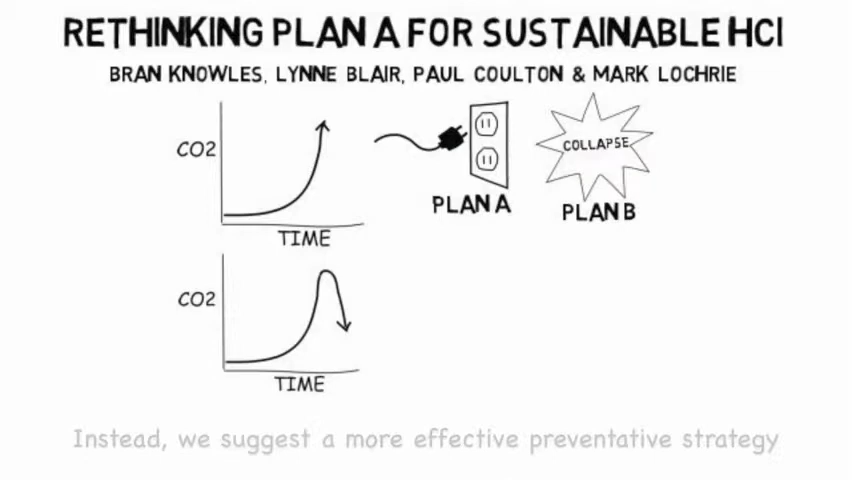 RETHINKING PLAN A FOR SUSTAINABLE HCI
BRAN KNOWLES, LYNNE BLAIR, PAUL COULTON & MARK LOCHRIE
CO2
TIME
PLAN A
COLLAPSE
PLAN B
CO2
TIME
Instead, we suggest a more effective preventative strategy